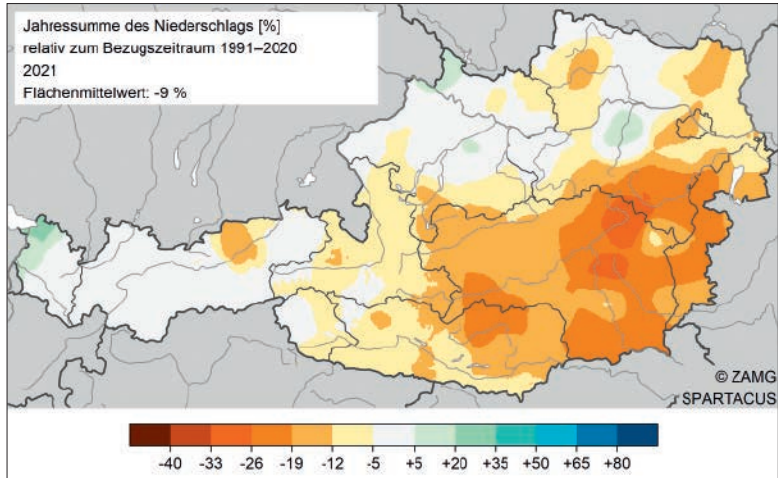 Jahressumme des Niederschlags [%]
relativ zum Bezugszeitraum 1991–2020
2021
Flächenmittelwert: -9 %
© ZAMG
SPARTACUS
-40 -33 -26 -19 -12 -5 +5 +20 +35 +50 +65 +80